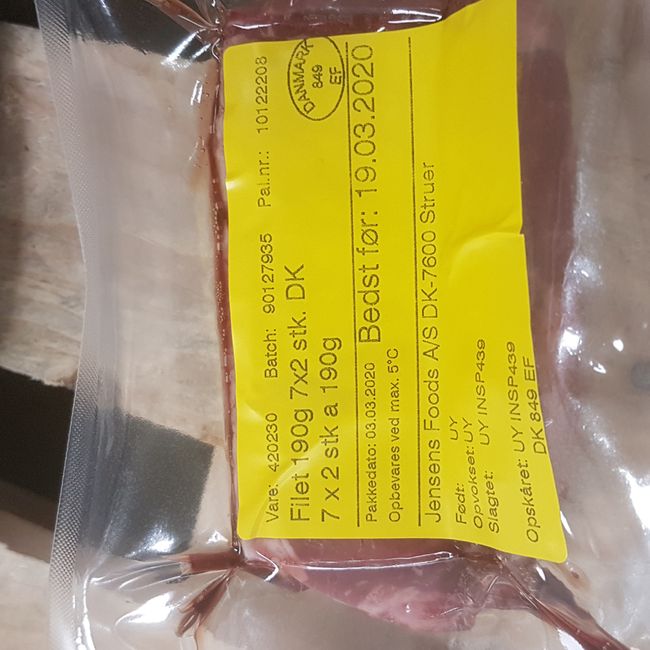 Vare: 420230 Batch: 90127935 Pal.nr.: 10122208
Filet 190g 7x2 stk. DK
7 x 2 stk a 190g
DANMARK
849
EF
Pakkedato: 03.03.2020 Bedst før: 19.03.2020
Opbevares ved max. 5°C
Jensens Foods A/S DK-7600 Struer
Født: UY
Opvokset: UY
Slagtet: UY INSP439
Opskåret: UY INSP439
DK 849 EF